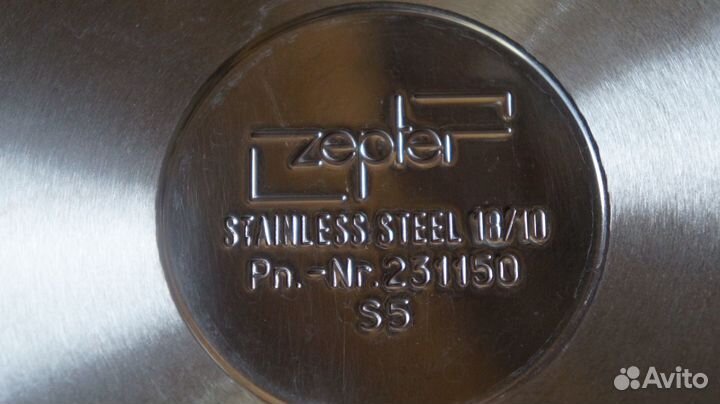 zepter
STAINLESS STEEL 18/10
Pn.-Nr.231150
S5
Avito